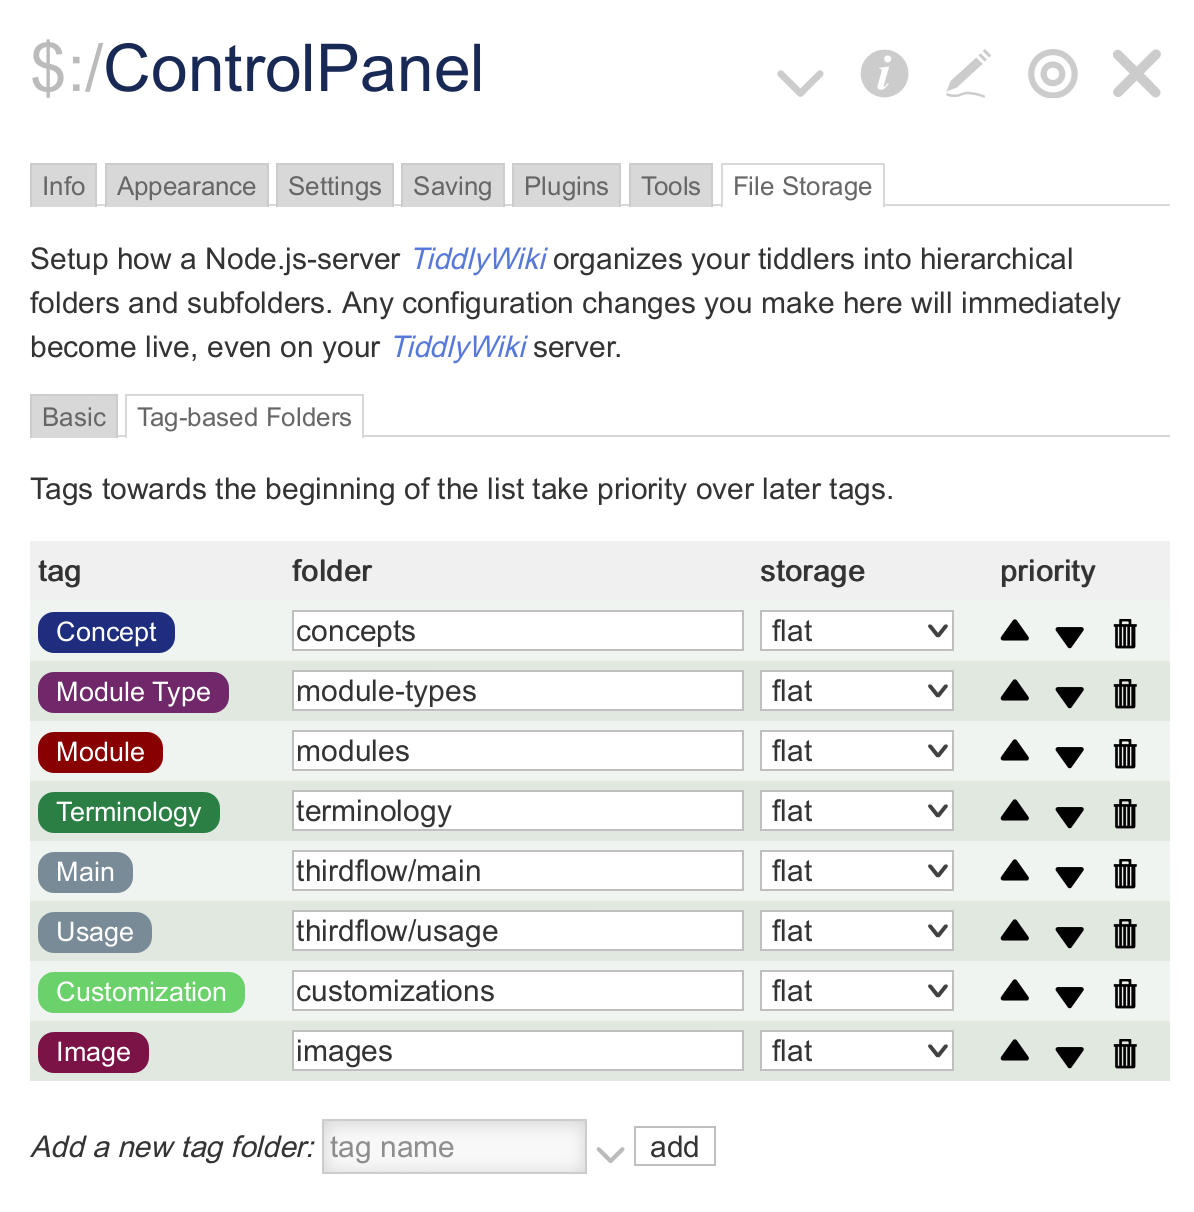 $:/ControlPanel
Info Appearance Settings Saving Plugins Tools File Storage
Setup how a Node.js-server TiddlyWiki organizes your tiddlers into hierarchical
folders and subfolders. Any configuration changes you make here will immediately
become live, even on your TiddlyWiki server.
Basic Tag-based Folders
Tags towards the beginning of the list take priority over later tags.
tag folder storage priority
Concept concepts flat
Module Type module-types flat
Module modules flat
Terminology terminology flat
Main thirdflow/main flat
Usage thirdflow/usage flat
Customization customizations flat
Image images flat
Add a new tag folder: tag name add